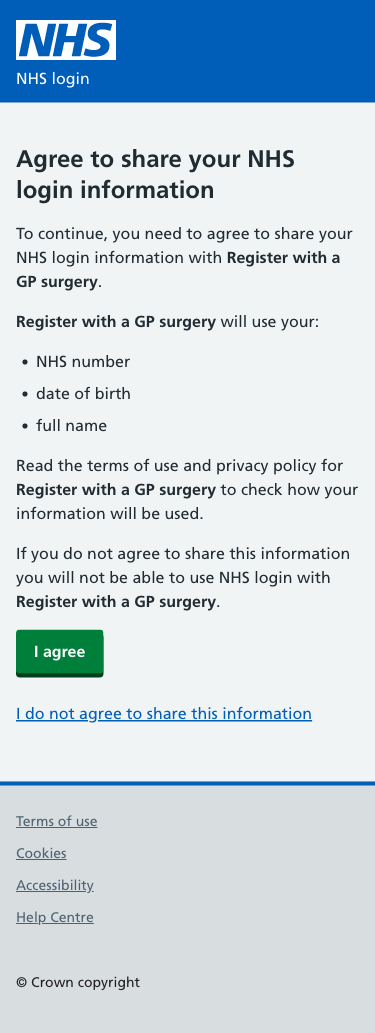 NHS
NHS login
Agree to share your NHS
login information
To continue, you need to agree to share your
NHS login information with Register with a
GP surgery.
Register with a GP surgery will use your:
• NHS number
• date of birth
• full name
Read the terms of use and privacy policy for
Register with a GP surgery to check how your
information will be used.
If you do not agree to share this information
you will not be able to use NHS login with
Register with a GP surgery.
I agree
I do not agree to share this information
Terms of use
Cookies
Accessibility
Help Centre
© Crown copyright